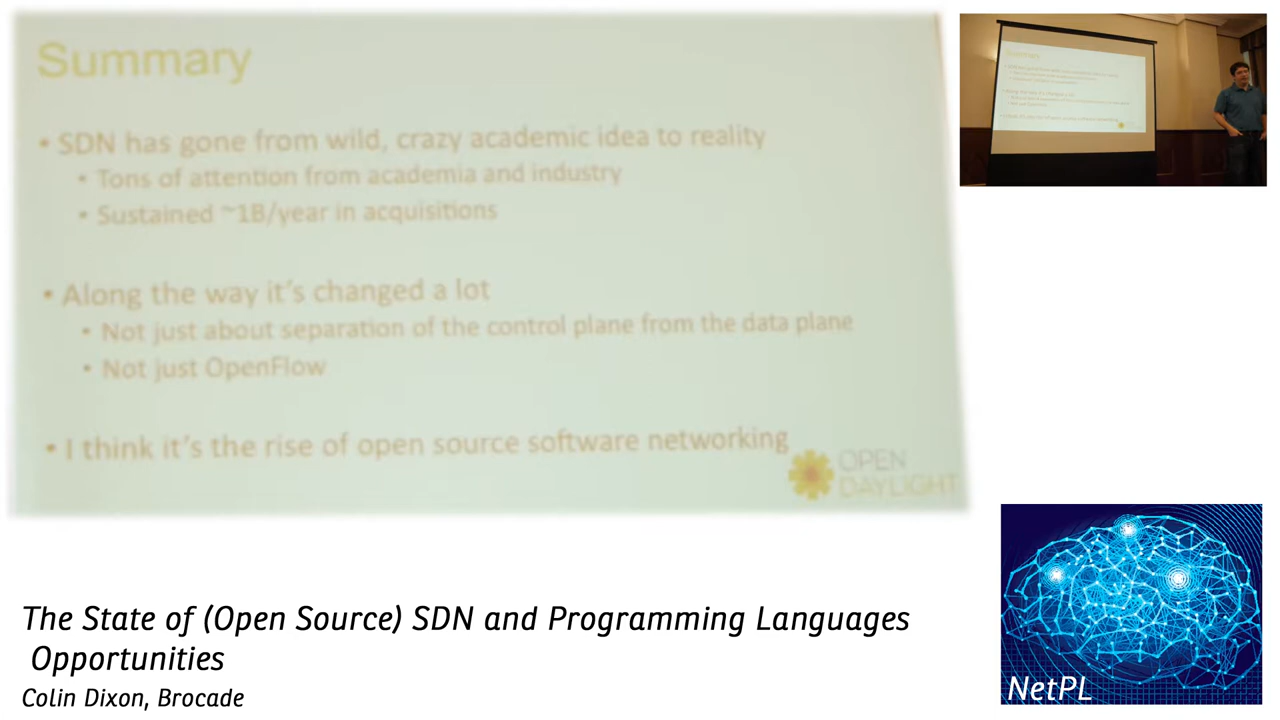 Summary
• SDN has gone from wild, crazy academic idea to reality
• Tons of attention from academia and industry
• Sustained ~1B/year in acquisitions
• Along the way it's changed a lot
• Not just about separation of the control plane from the data plane
• Not just OpenFlow
• I think it's the rise of open source software networking
OPEN
DAYLIGHT
The State of (Open Source) SDN and Programming Languages
Opportunities
Colin Dixon, Brocade
NetPL